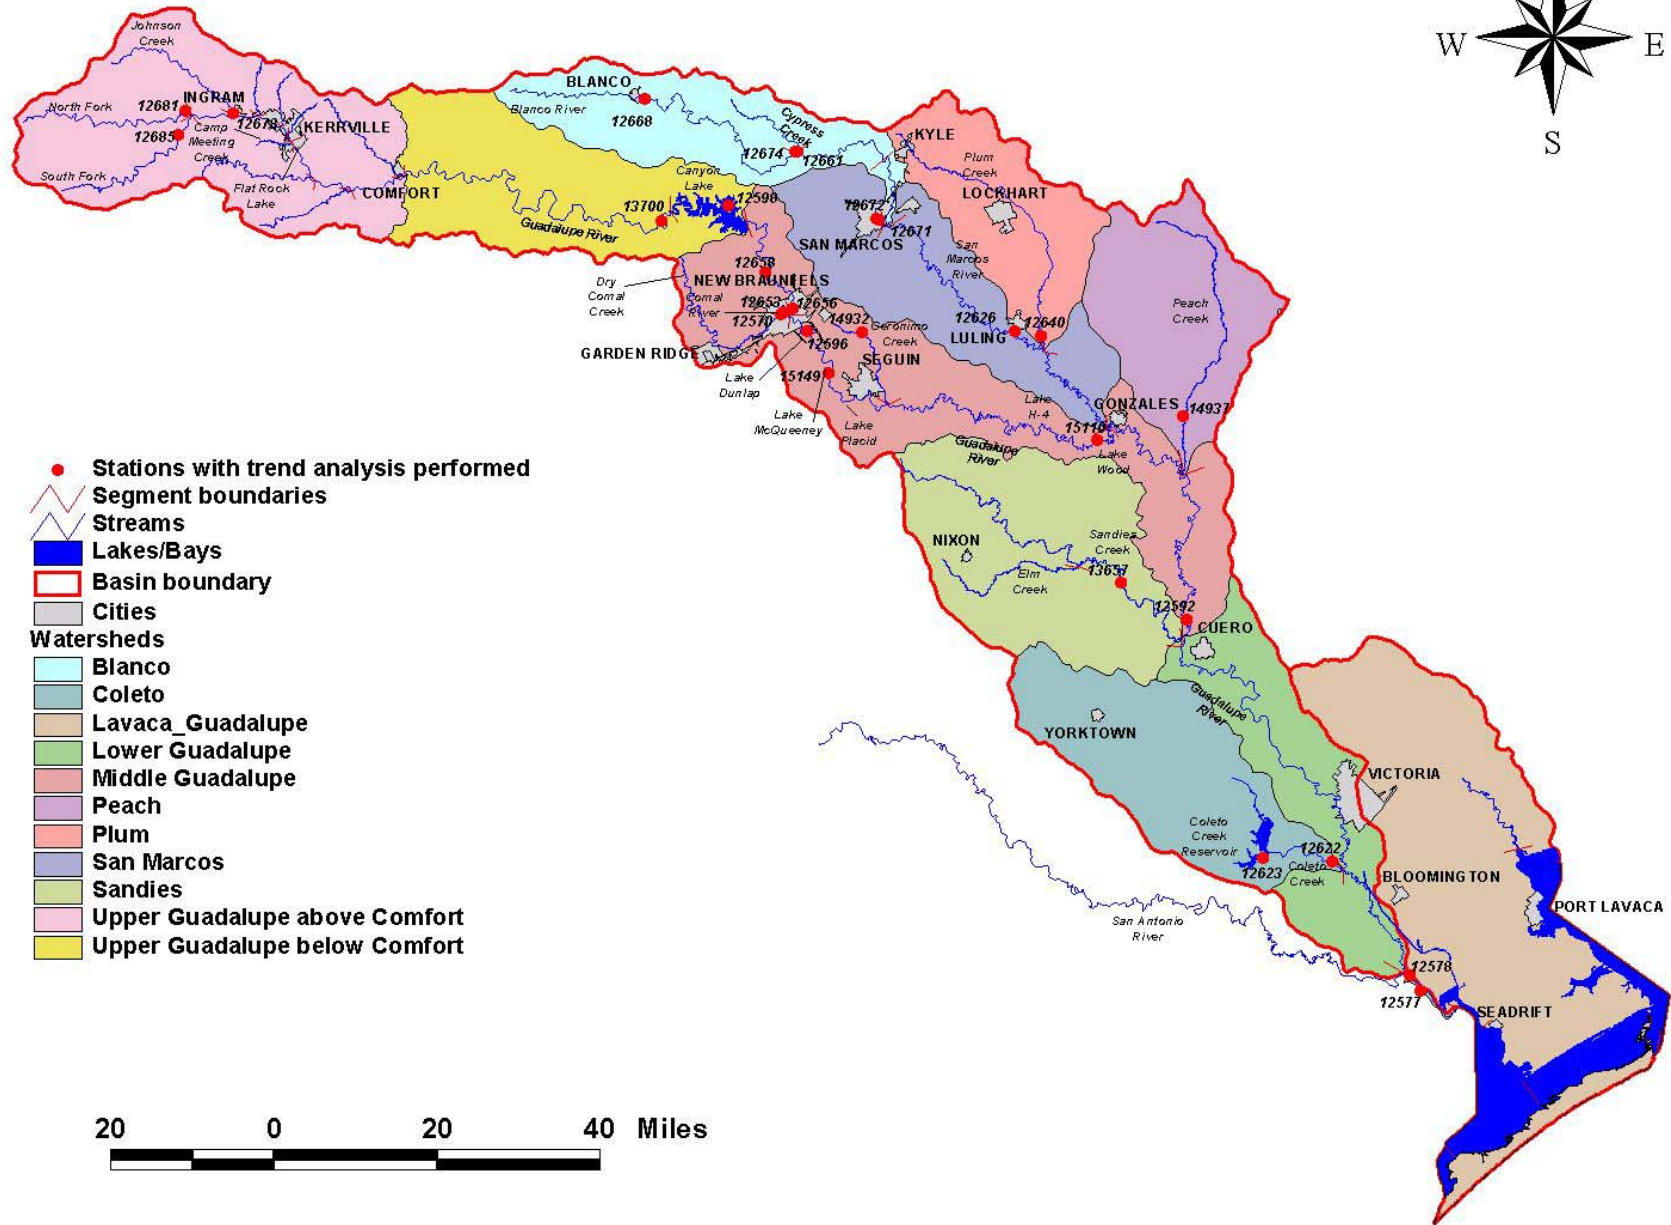 W
E
S
Johnson
Creek
North Fork
12681
INGRAM
12678
KERRVILLE
12685
Camp
Meeting
Creek
South Fork
Flat Rock
Lake
COMFORT
BLANCO
Blanco River
12668
Cypress
Creek
12674
12661
KYLE
Plum
Creek
LOCKHART
Canyon
Lake
12598
13700
Guadalupe River
12672
12671
SAN MARCOS
San
Marcos
River
Dry
Comal
Creek
12658
NEW BRAUNFELS
Comal
River
12653
12656
12570
14932
Geronimo
Creek
12596
GARDEN RIDGE
SEGUIN
15149
Lake
Dunlap
Lake
McQueeney
Lake
Placid
12626
12640
LULING
Peach
Creek
Lake
H-4
GONZALES
14937
15110
Lake
Wood
Guadalupe
River
NIXON
Sandies
Creek
Elm
Creek
13657
12592
CUERO
Guadalupe
River
YORKTOWN
VICTORIA
Coleto
Creek
Reservoir
12622
12623
Coleto
Creek
BLOOMINGTON
PORT LAVACA
San Antonio
River
12578
12577
SEADRIFT
Stations with trend analysis performed
Segment boundaries
Streams
Lakes/Bays
Basin boundary
Cities
Watersheds
Blanco
Coleto
Lavaca_Guadalupe
Lower Guadalupe
Middle Guadalupe
Peach
Plum
San Marcos
Sandies
Upper Guadalupe above Comfort
Upper Guadalupe below Comfort
20 0 20 40 Miles